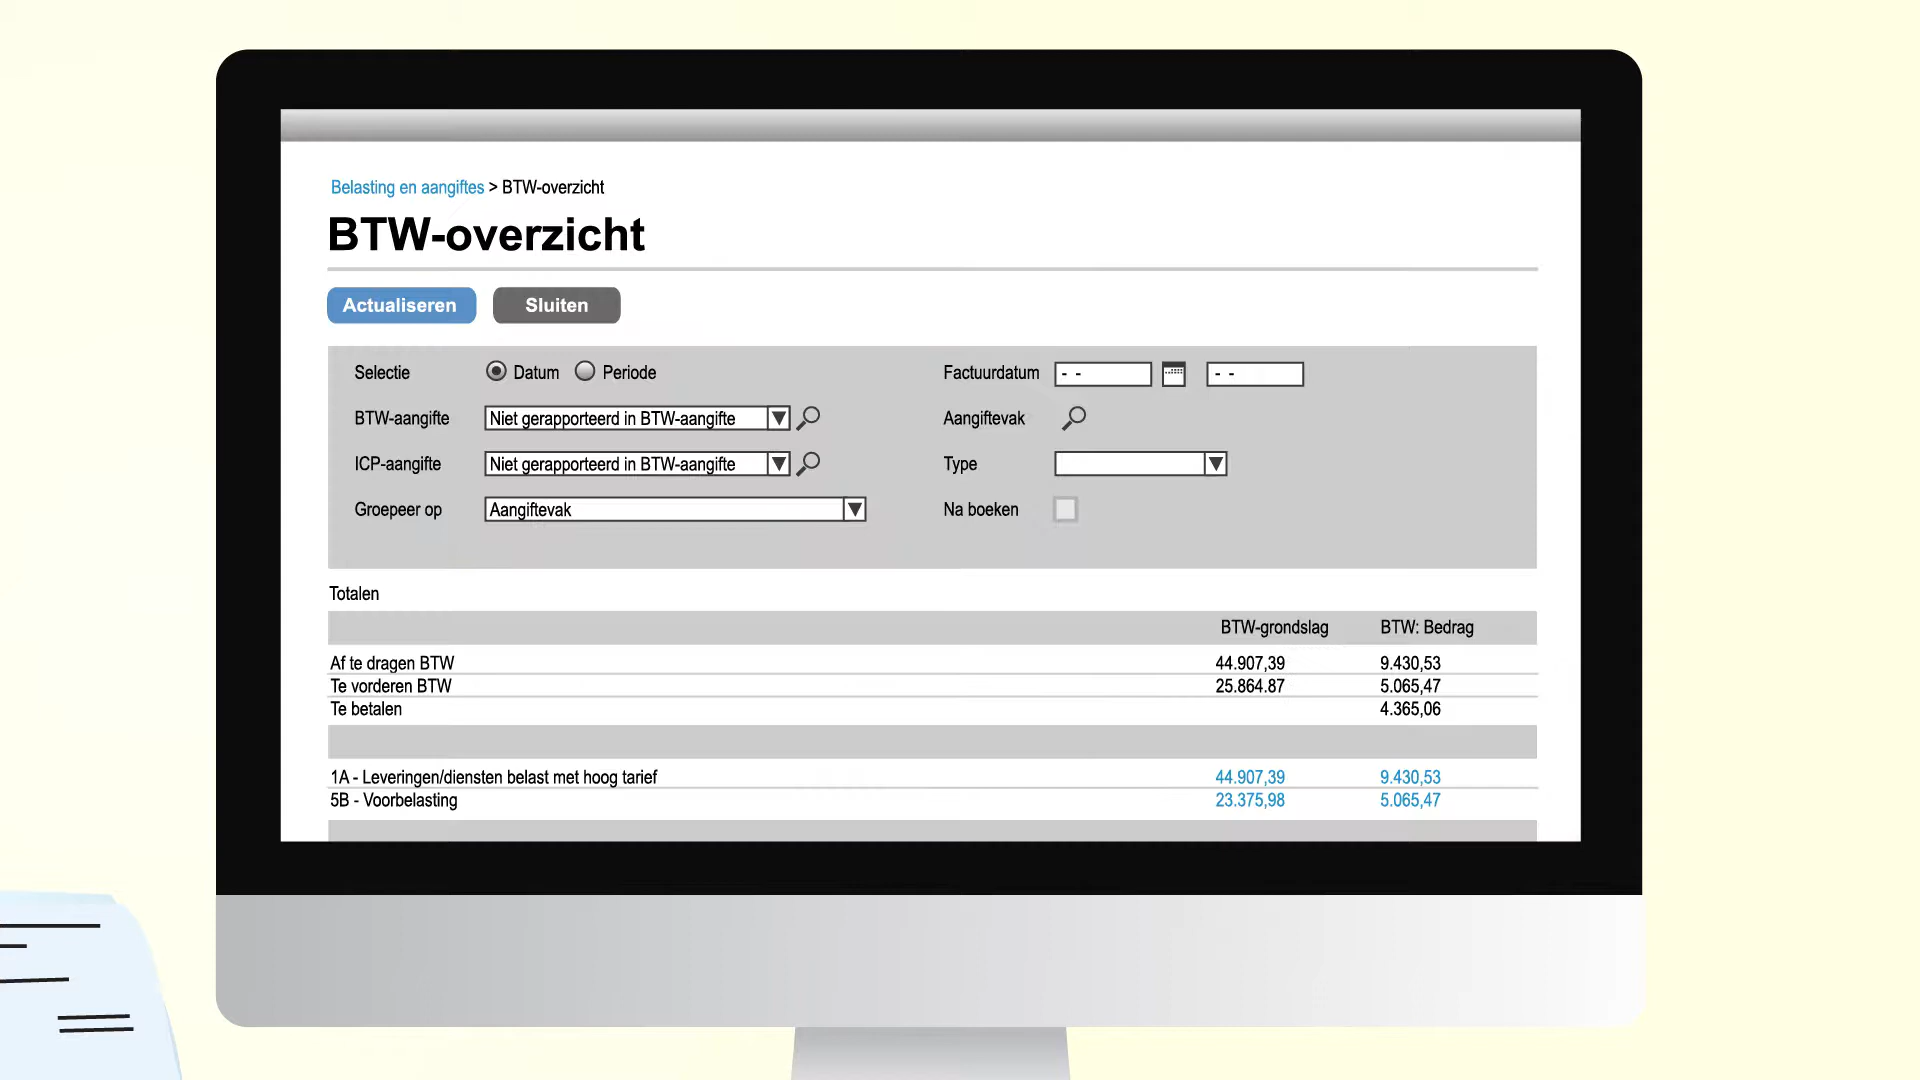 Belasting en aangiftes > BTW-overzicht
BTW-overzicht
Actualiseren Sluiten
Selectie Datum Periode Factuurdatum - - - -
BTW-aangifte Niet gerapporteerd in BTW-aangifte Aangiftevak
ICP-aangifte Niet gerapporteerd in BTW-aangifte Type
Groepeer op Aangiftevak Na boeken
Totalen
BTW-grondslag BTW: Bedrag
Af te dragen BTW 44.907,39 9.430,53
Te vorderen BTW 25.864.87 5.065,47
Te betalen 4.365,06
1A - Leveringen/diensten belast met hoog tarief 44.907,39 9.430,53
5B - Voorbelasting 23.375,98 5.065,47